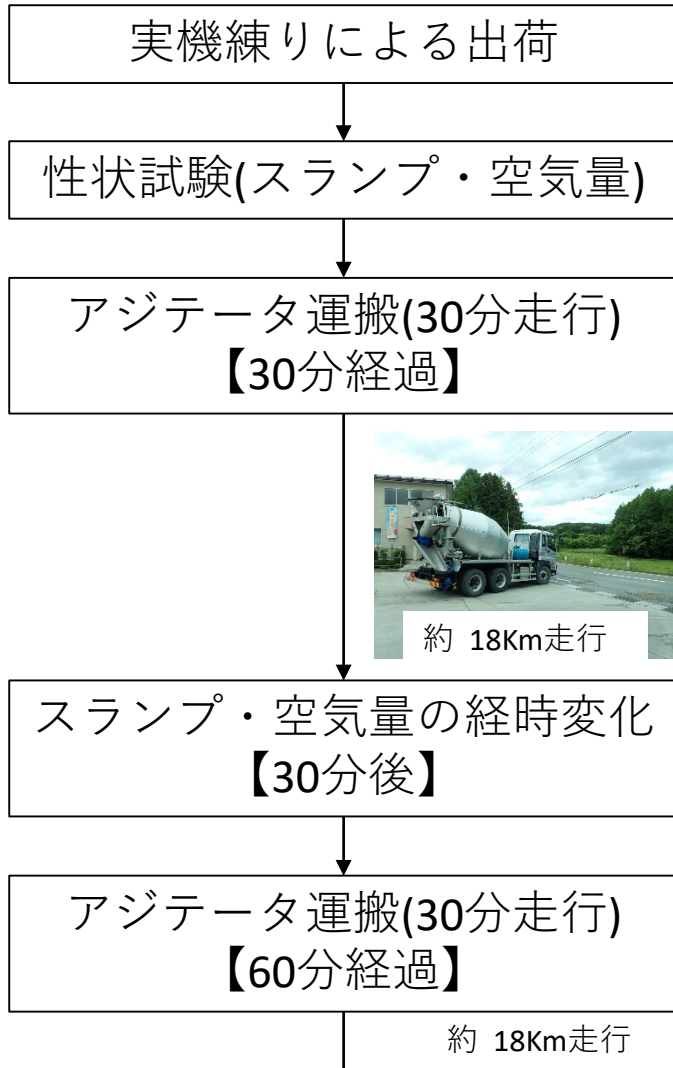 実機練りによる出荷
性状試験(スランプ・空気量)
アジテータ運搬(30分走行)
【30分経過】
約 18Km走行
スランプ・空気量の経時変化
【30分後】
アジテータ運搬(30分走行)
【60分経過】
約 18Km走行